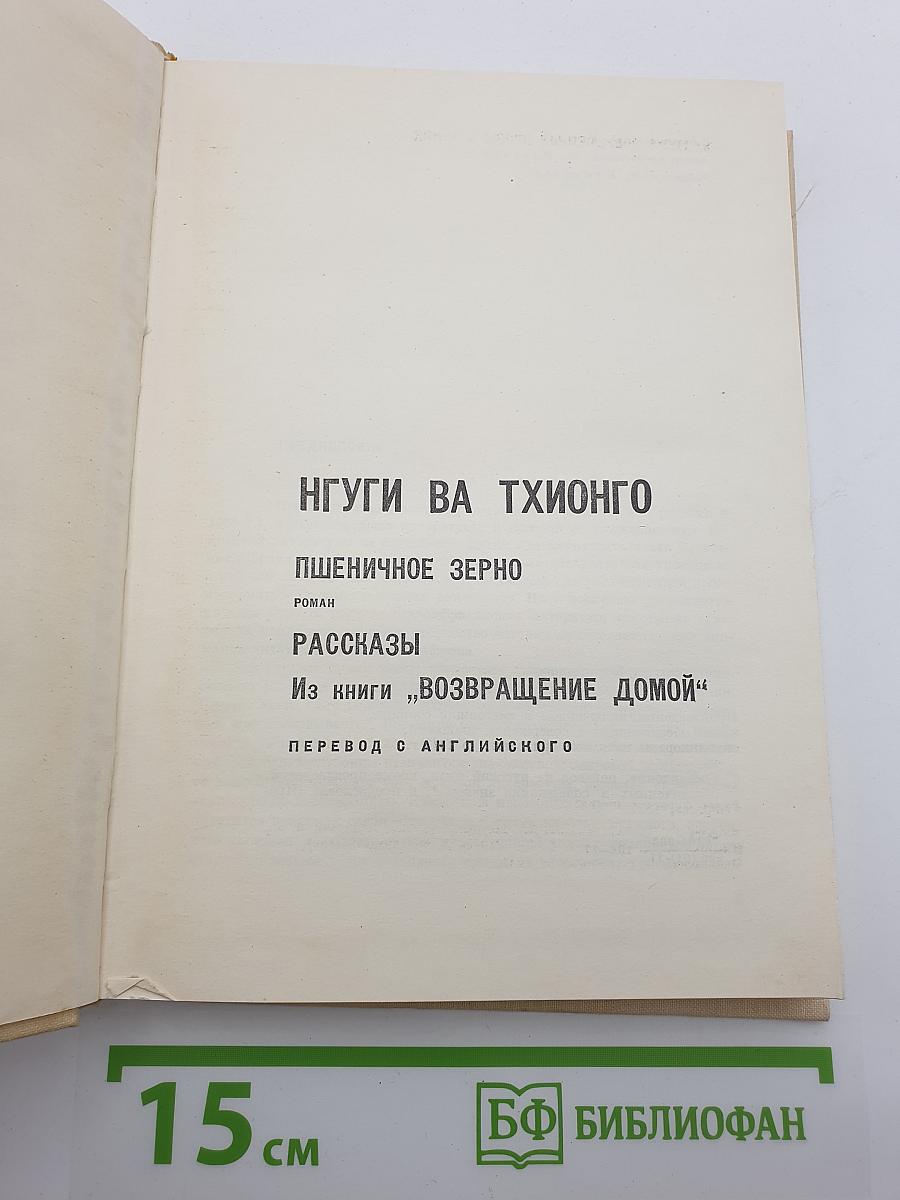 НГУГИ ВА ТХИОНГО
ПШЕНИЧНОЕ ЗЕРНО
РОМАН
РАССКАЗЫ
Из книги „ВОЗВРАЩЕНИЕ ДОМОЙ“
ПЕРЕВОД С АНГЛИЙСКОГО
15 см
БФ БИБЛИОФАН